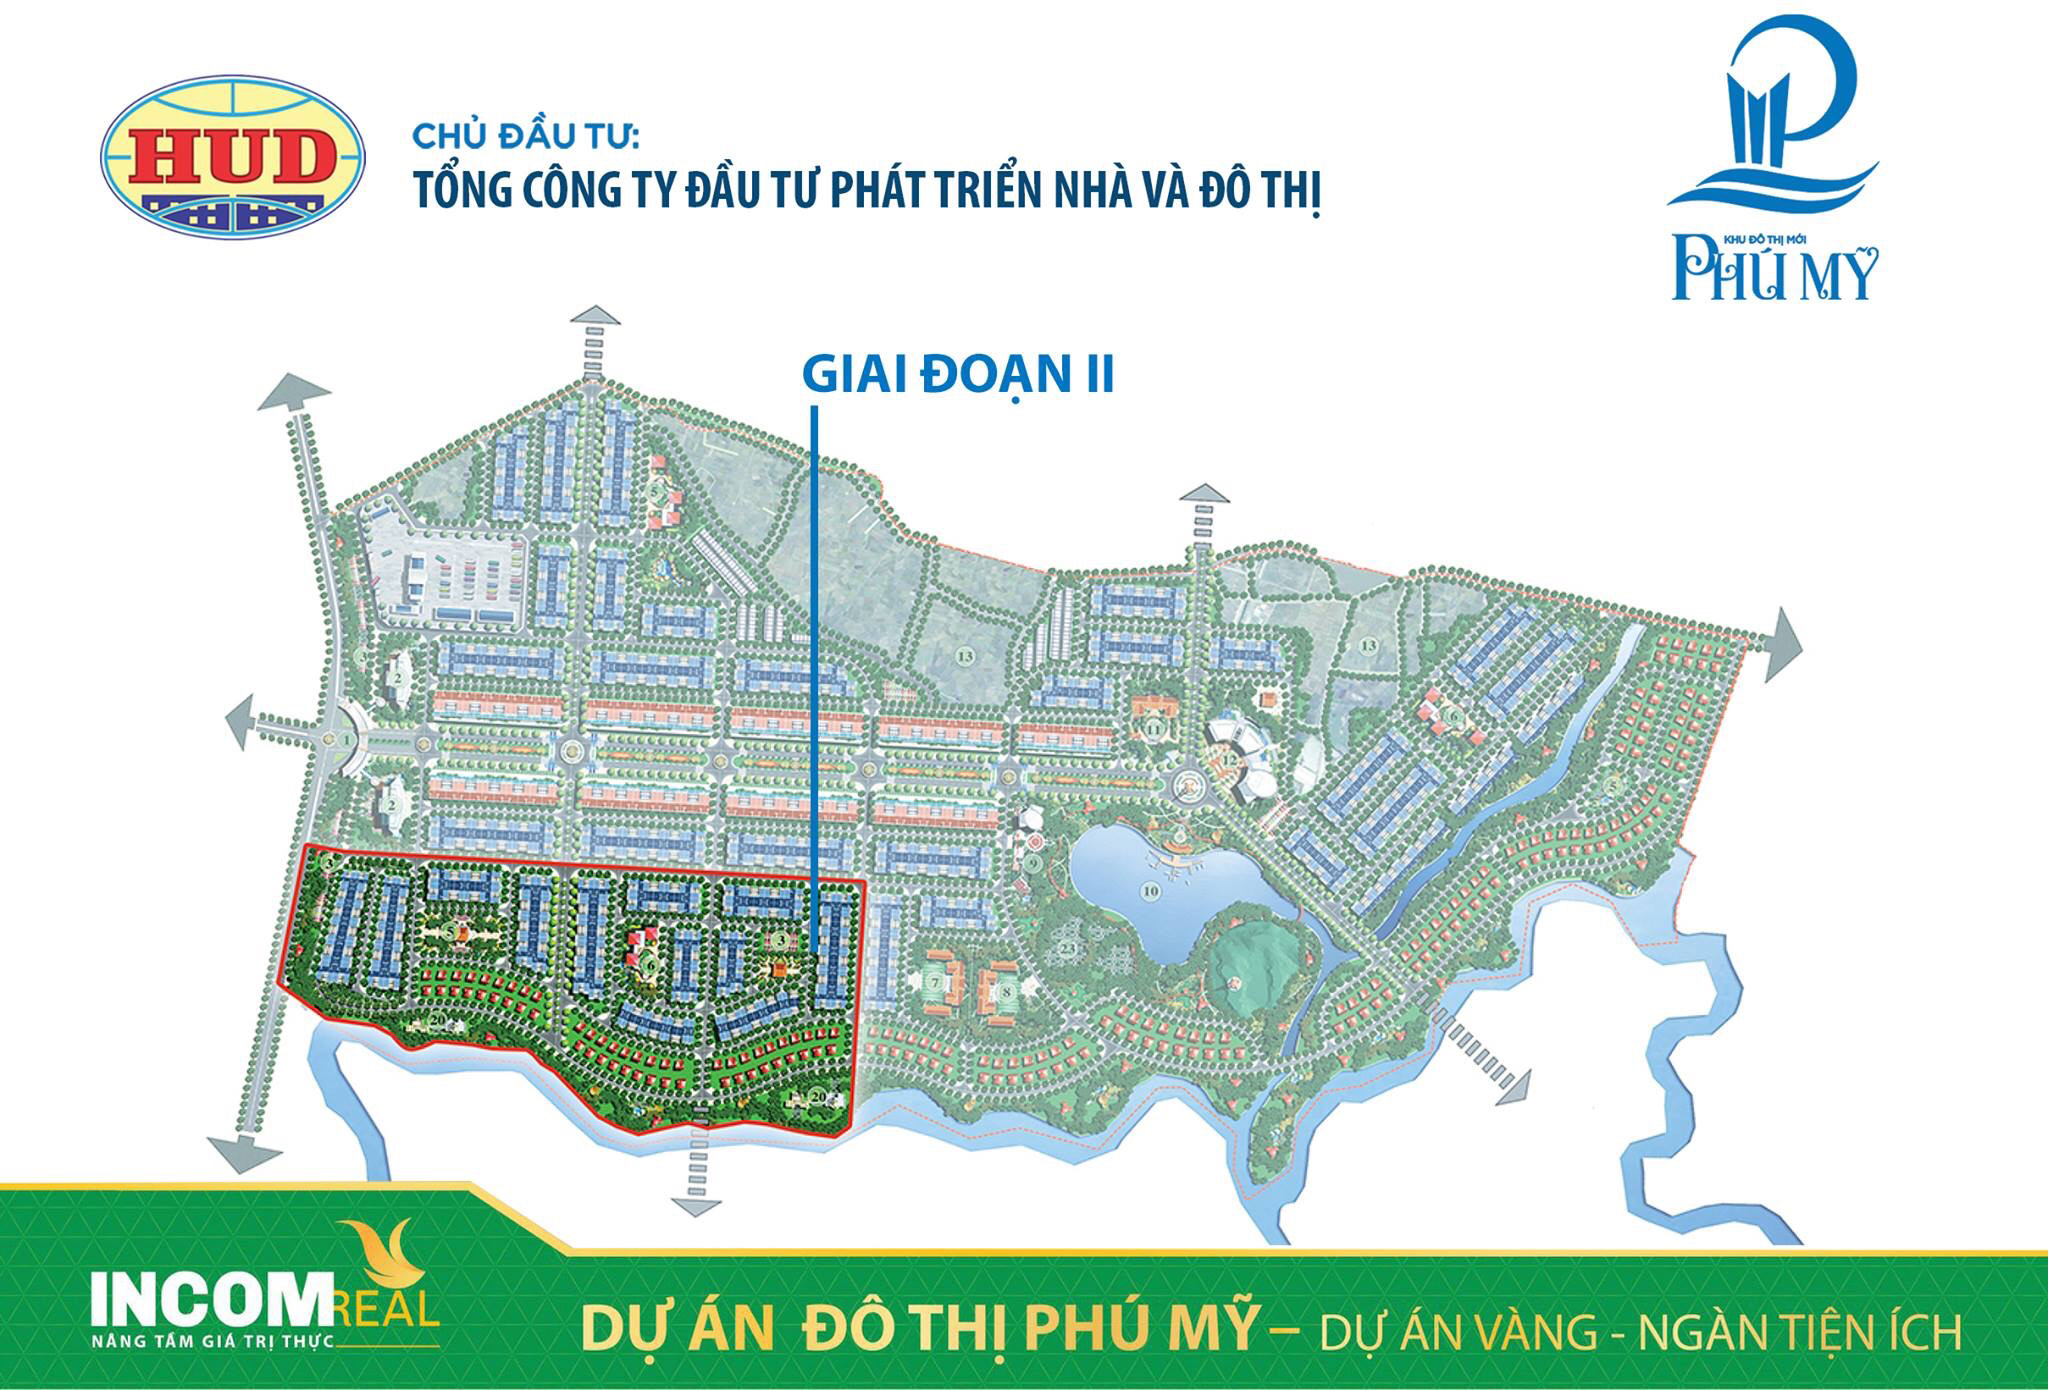 HUD
CHỦ ĐẦU TƯ:
TỔNG CÔNG TY ĐẦU TƯ PHÁT TRIỂN NHÀ VÀ ĐÔ THỊ
KHU ĐÔ THỊ MỚI
PHÚ MỸ
GIAI ĐOẠN II
5
13
13
2
2
1
11
12
6
2
9
10
3
5
6
3
23
7
8
20
20
INCOMREAL
NÂNG TẦM GIÁ TRỊ THỰC
DỰ ÁN ĐÔ THỊ PHÚ MỸ – DỰ ÁN VÀNG - NGÀN TIỆN ÍCH